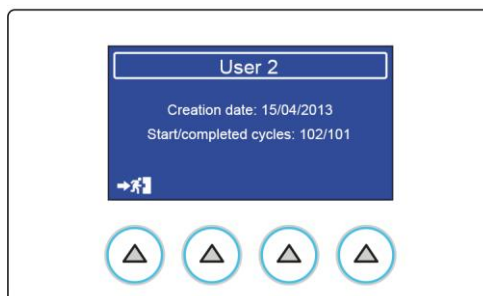 User 2
Creation date: 15/04/2013
Start/completed cycles: 102/101